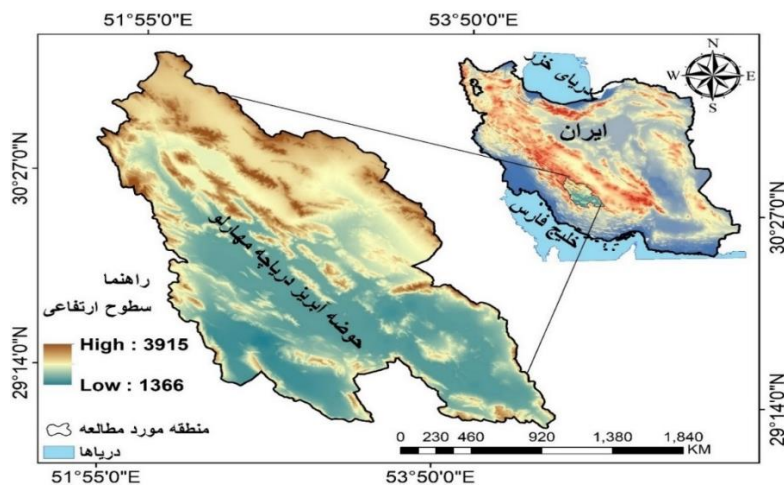 51°55'0"E
53°50'0"E
N
W
E
S
دریای خزر
ایران
خلیج فارس
30°27'0"N
30°27'0"N
حوضه آبریز دریاچه مهارلو
راهنما
سطوح ارتفاعی
High : 3915
Low : 1366
منطقه مورد مطالعه
دریاها
29°14'0"N
29°14'0"N
0 230 460 920 1,380 1,840
KM
51°55'0"E
53°50'0"E